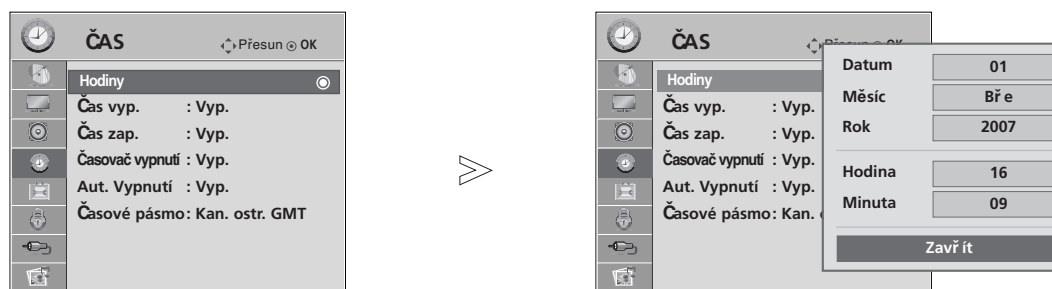 ČAS Přesun OK
Hodiny
Čas vyp. : Vyp.
Čas zap. : Vyp.
Časovač vypnutí : Vyp.
Aut. Vypnutí : Vyp.
Časové pásmo : Kan. ostr. GMT
ČAS Přesun OK
Hodiny
Čas vyp. : Vyp.
Čas zap. : Vyp.
Časovač vypnutí : Vyp.
Aut. Vypnutí : Vyp.
Časové pásmo : Kan.
Datum 01
Měsíc Bř e
Rok 2007
Hodina 16
Minuta 09
Zavř ít